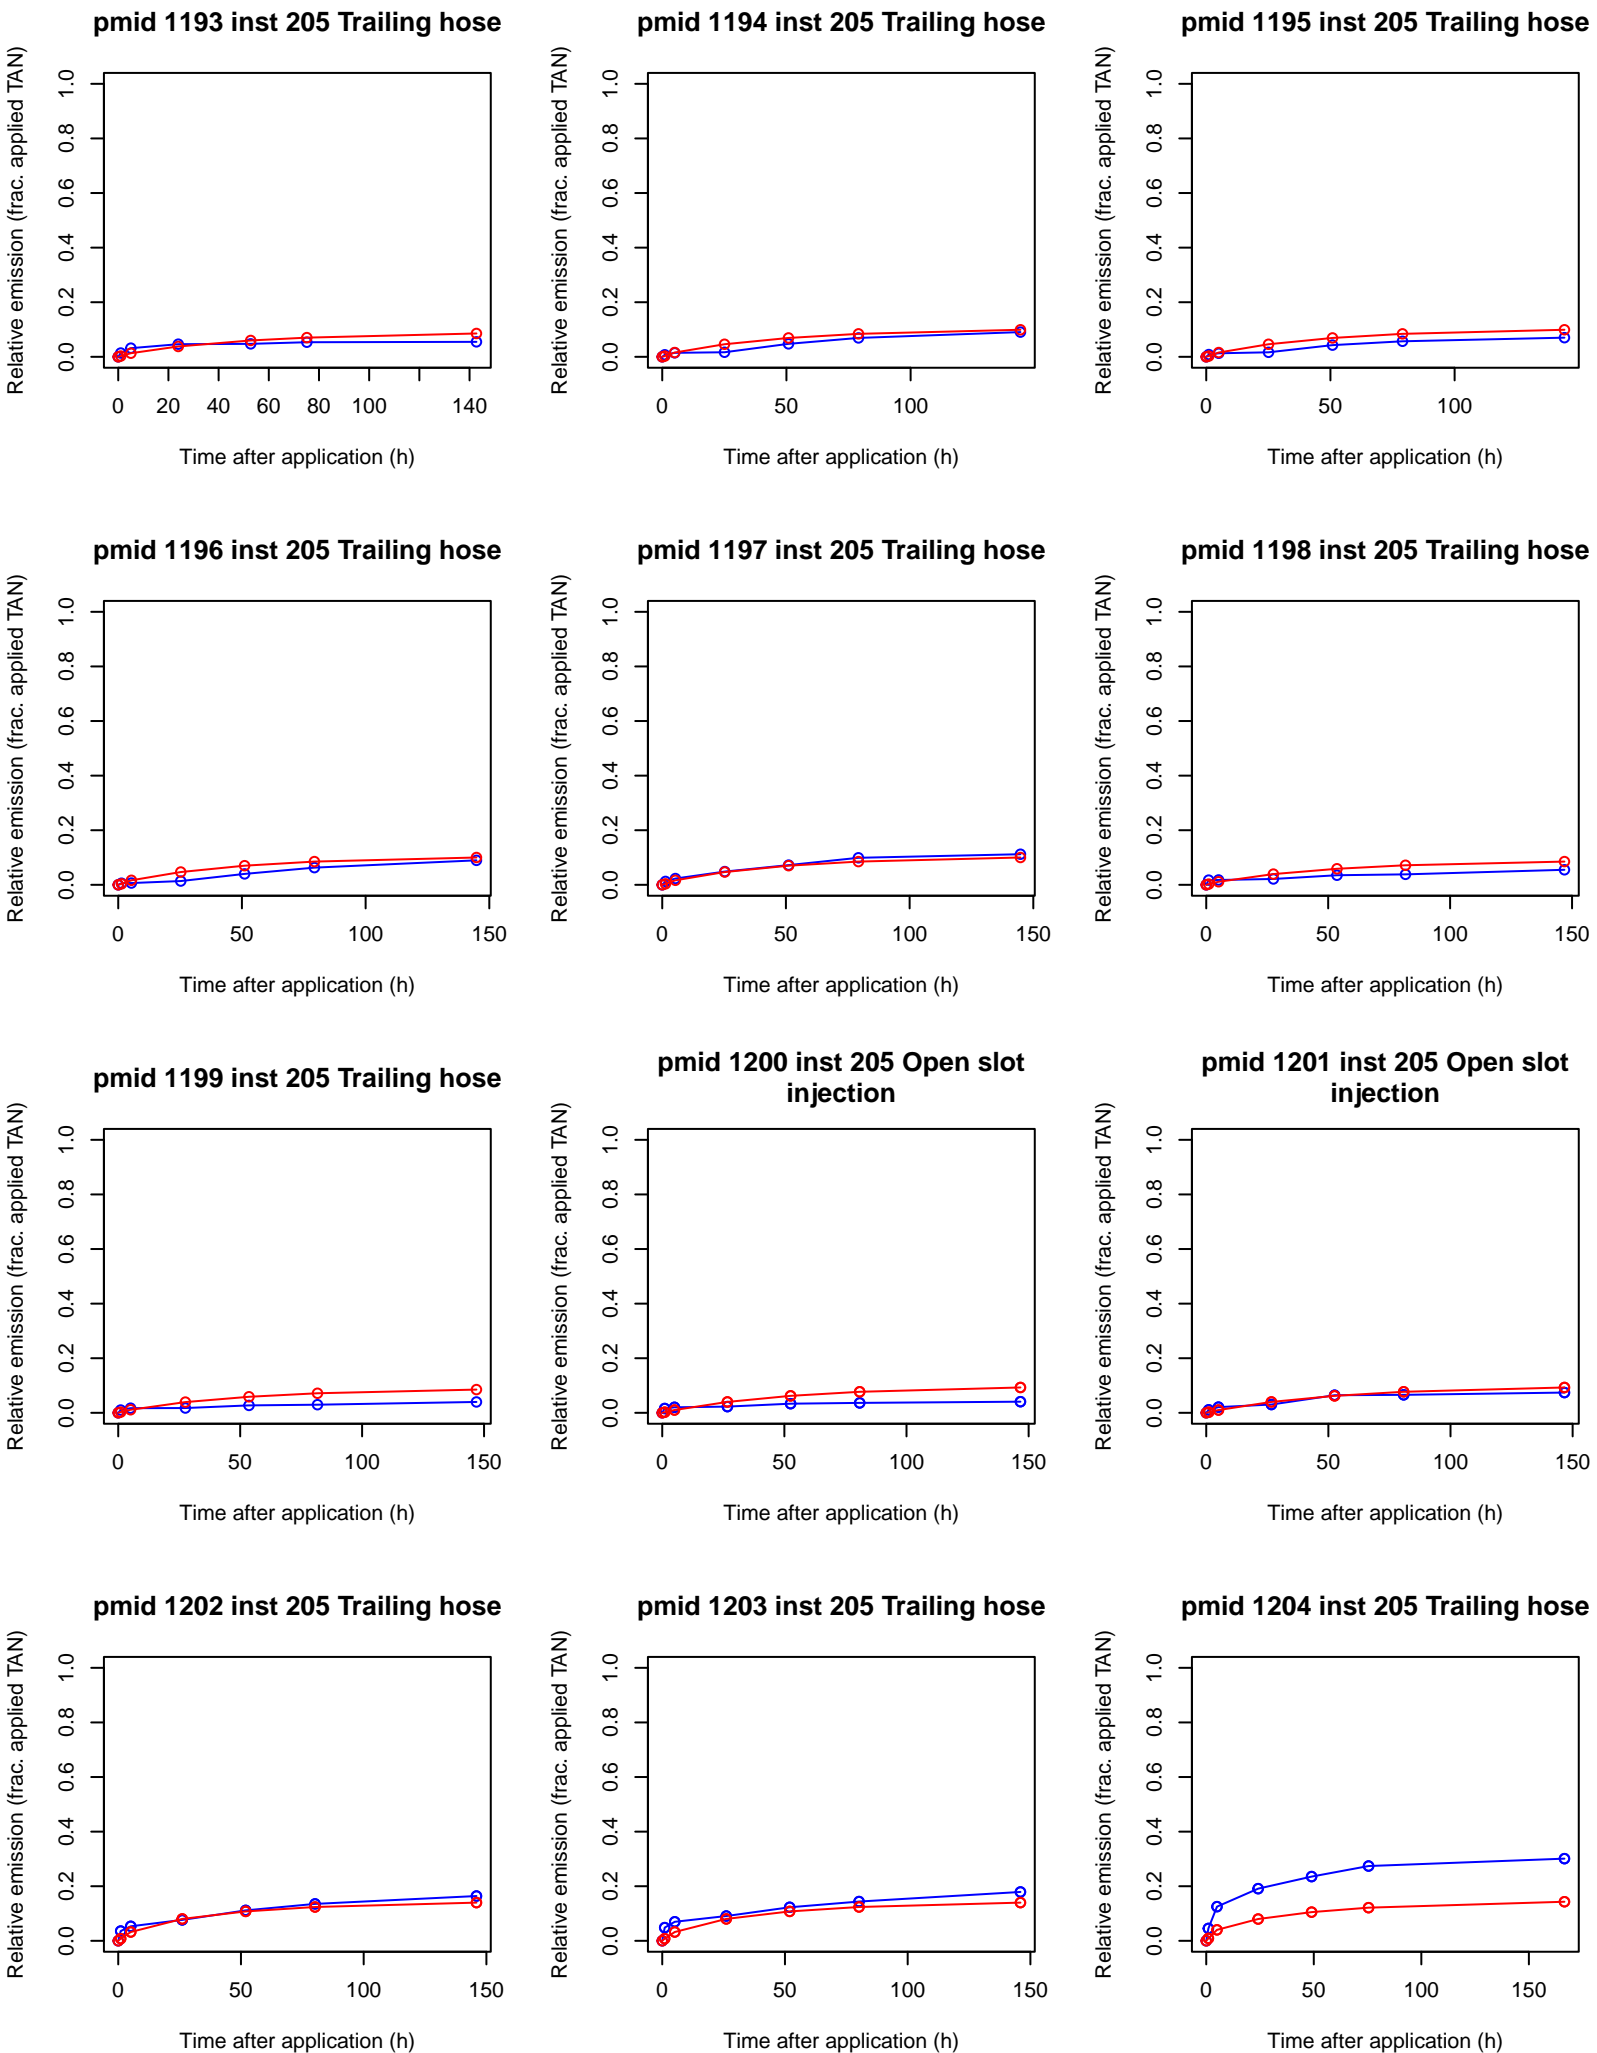 pmid 1193 inst 205 Trailing hose
Relative emission (frac. applied TAN)
1.0
0.8
0.6
0.4
0.2
0.0
0 20 40 60 80 100 140
Time after application (h)
pmid 1194 inst 205 Trailing hose
Relative emission (frac. applied TAN)
1.0
0.8
0.6
0.4
0.2
0.0
0 50 100
Time after application (h)
pmid 1195 inst 205 Trailing hose
Relative emission (frac. applied TAN)
1.0
0.8
0.6
0.4
0.2
0.0
0 50 100
Time after application (h)
pmid 1196 inst 205 Trailing hose
Relative emission (frac. applied TAN)
1.0
0.8
0.6
0.4
0.2
0.0
0 50 100 150
Time after application (h)
pmid 1197 inst 205 Trailing hose
Relative emission (frac. applied TAN)
1.0
0.8
0.6
0.4
0.2
0.0
0 50 100 150
Time after application (h)
pmid 1198 inst 205 Trailing hose
Relative emission (frac. applied TAN)
1.0
0.8
0.6
0.4
0.2
0.0
0 50 100 150
Time after application (h)
pmid 1199 inst 205 Trailing hose
Relative emission (frac. applied TAN)
1.0
0.8
0.6
0.4
0.2
0.0
0 50 100 150
Time after application (h)
pmid 1200 inst 205 Open slot
injection
Relative emission (frac. applied TAN)
1.0
0.8
0.6
0.4
0.2
0.0
0 50 100 150
Time after application (h)
pmid 1201 inst 205 Open slot
injection
Relative emission (frac. applied TAN)
1.0
0.8
0.6
0.4
0.2
0.0
0 50 100 150
Time after application (h)
pmid 1202 inst 205 Trailing hose
Relative emission (frac. applied TAN)
1.0
0.8
0.6
0.4
0.2
0.0
0 50 100 150
Time after application (h)
pmid 1203 inst 205 Trailing hose
Relative emission (frac. applied TAN)
1.0
0.8
0.6
0.4
0.2
0.0
0 50 100 150
Time after application (h)
pmid 1204 inst 205 Trailing hose
Relative emission (frac. applied TAN)
1.0
0.8
0.6
0.4
0.2
0.0
0 50 100 150
Time after application (h)